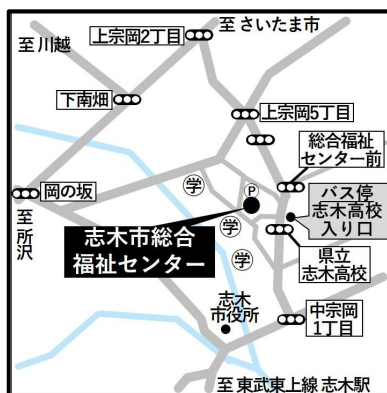 至さいたま市
至川越
上宗岡2丁目
下南畑
上宗岡5丁目
総合福祉
センター前
学
P
岡の坂
バス停
志木高校
入り口
至所沢
志木市総合
福祉センター
学
県立
志木高校
学
志木
市役所
中宗岡
1丁目
至東武東上線 志木駅